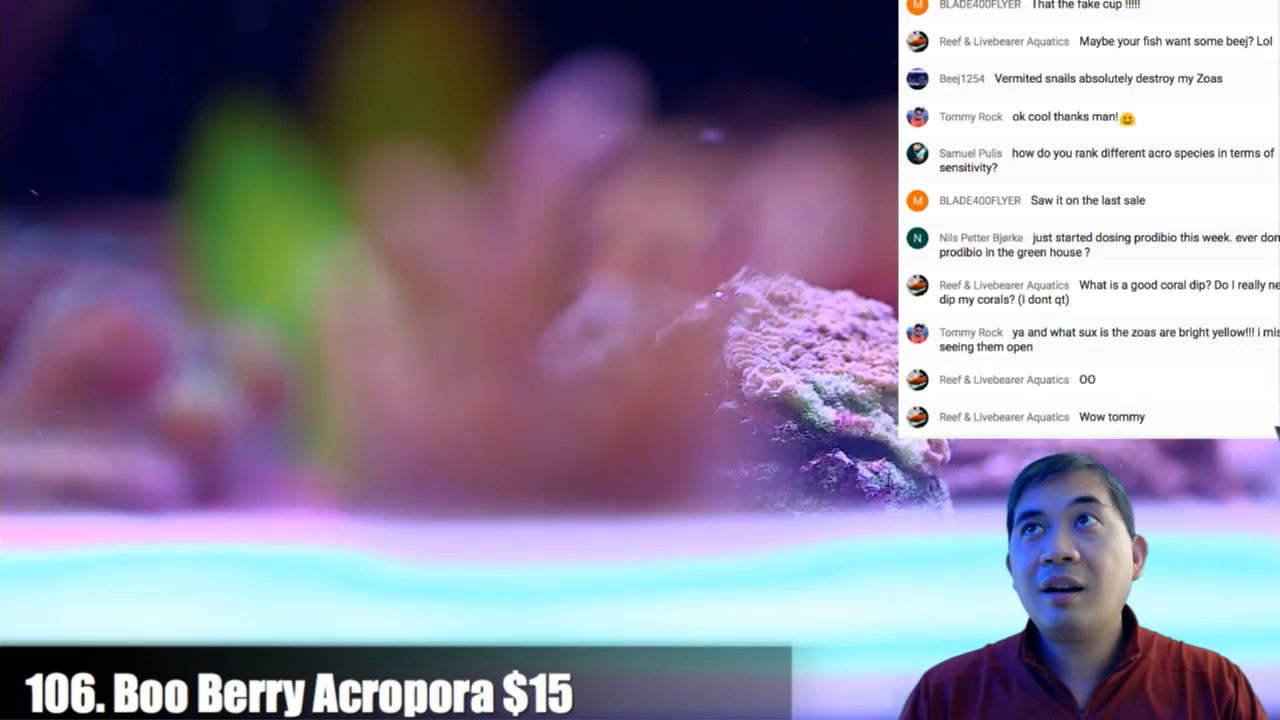 M BLADE400FLYER That the fake cup !!!!!
Reef & Livebearer Aquatics Maybe your fish want some beej? Lol
Beej1254 Vermited snails absolutely destroy my Zoas
Tommy Rock ok cool thanks man!
Samuel Pulis how do you rank different acro species in terms of
sensitivity?
M BLADE400FLYER Saw it on the last sale
N Nils Petter Bjørke just started dosing prodibio this week. ever don
prodibio in the green house ?
Reef & Livebearer Aquatics What is a good coral dip? Do I really ne
dip my corals? (I dont qt)
Tommy Rock ya and what sux is the zoas are bright yellow!!! i mis
seeing them open
Reef & Livebearer Aquatics OO
Reef & Livebearer Aquatics Wow tommy
106. Boo Berry Acropora $15